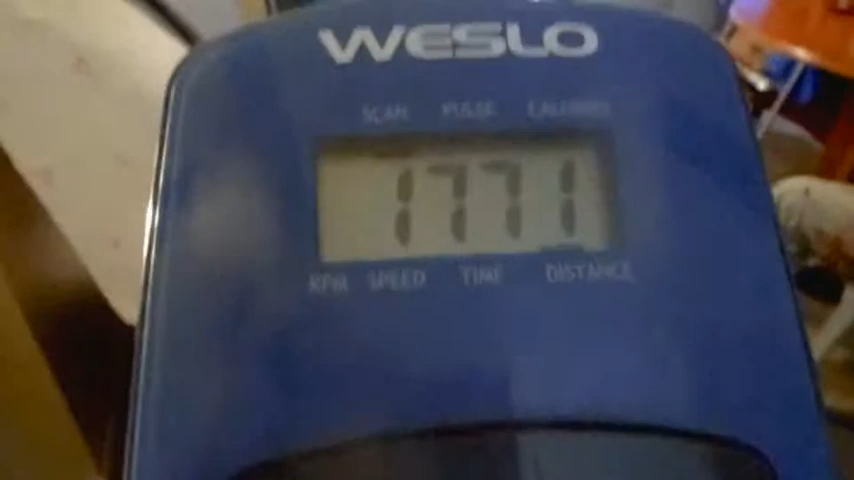 WESLO
SCAN PULSE CALORIES
1771
RPM SPEED TIME DISTANCE